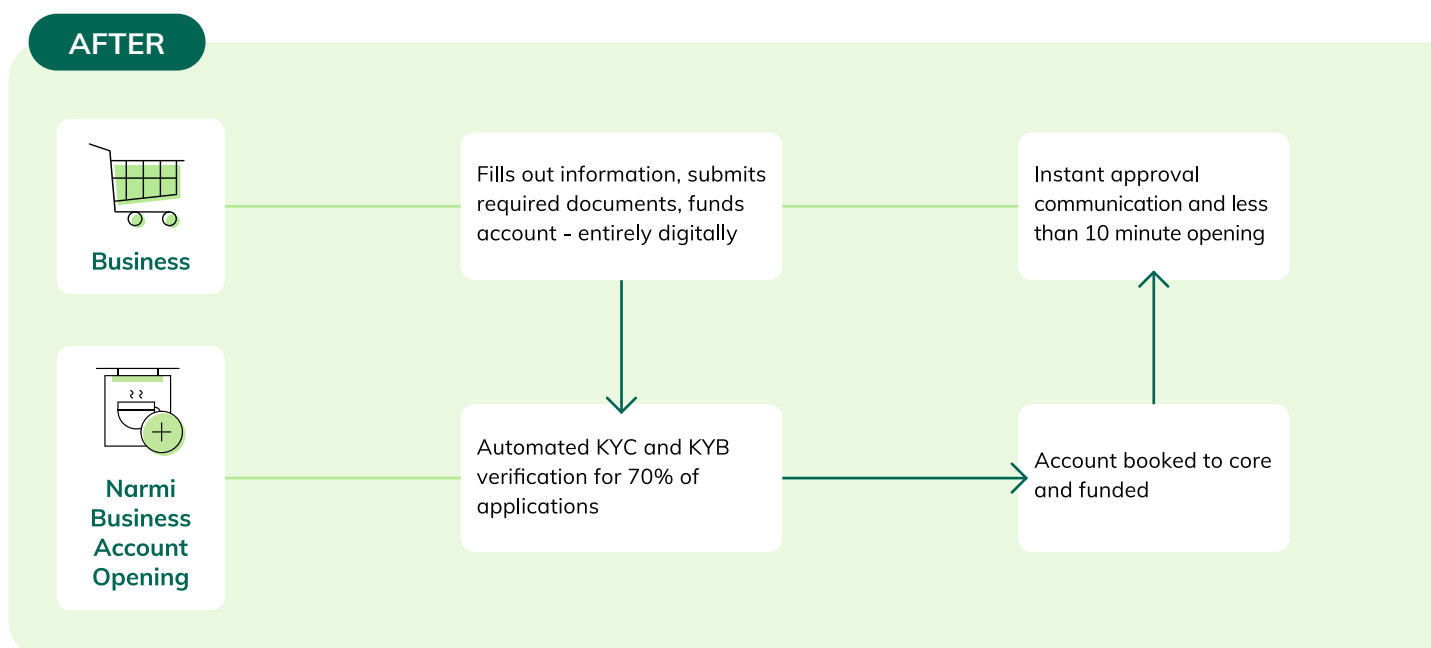 AFTER
Business
Fills out information, submits
required documents, funds
account - entirely digitally
Instant approval
communication and less
than 10 minute opening
Narmi
Business
Account
Opening
Automated KYC and KYB
verification for 70% of
applications
Account booked to core
and funded